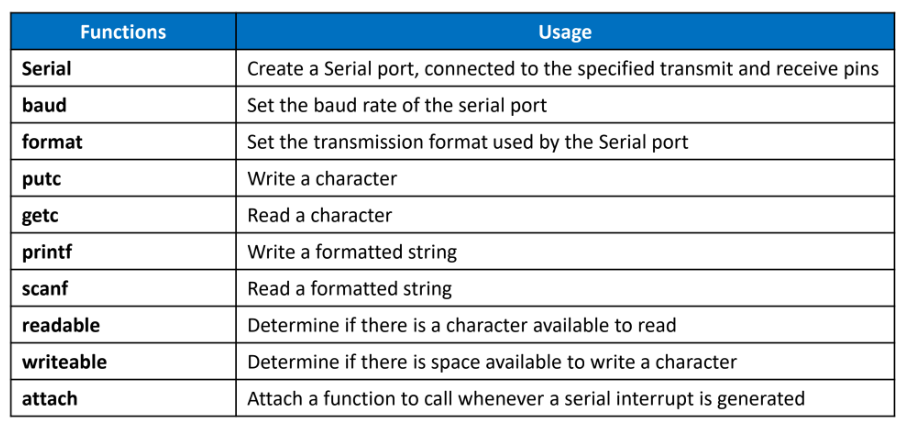 Functions Usage
Serial Create a Serial port, connected to the specified transmit and receive pins
baud Set the baud rate of the serial port
format Set the transmission format used by the Serial port
putc Write a character
getc Read a character
printf Write a formatted string
scanf Read a formatted string
readable Determine if there is a character available to read
writeable Determine if there is space available to write a character
attach Attach a function to call whenever a serial interrupt is generated